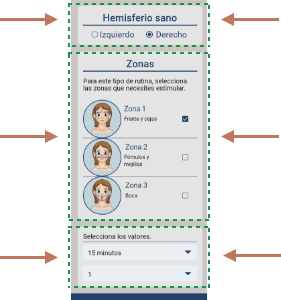 Hemisferio sano
Izquierdo Derecho
Zonas
Para este tipo de rutina, selecciona
las zonas que necesites estimular.
Zona 1
Frente y cejas
Zona 2
Pómulos y
mejillas
Zona 3
Boca
Selecciona los valores.
15 minutos
1